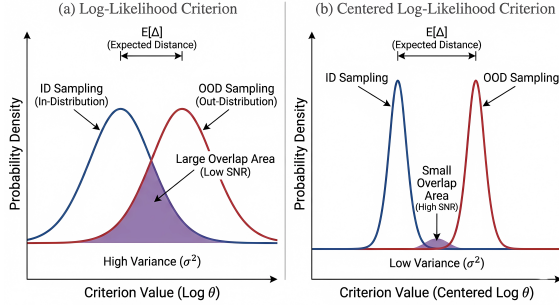 (a) Log-Likelihood Criterion
E[Δ]
(Expected Distance)
ID Sampling
(In-Distribution)
OOD Sampling
(Out-Distribution)
Large Overlap Area
(Low SNR)
High Variance (σ²)
Probability Density
Criterion Value (Log θ)
(b) Centered Log-Likelihood Criterion
E[Δ]
(Expected Distance)
ID Sampling
OOD Sampling
Small
Overlap
Area
(High SNR)
Low Variance (σ²)
Probability Density
Criterion Value (Centered Log θ)